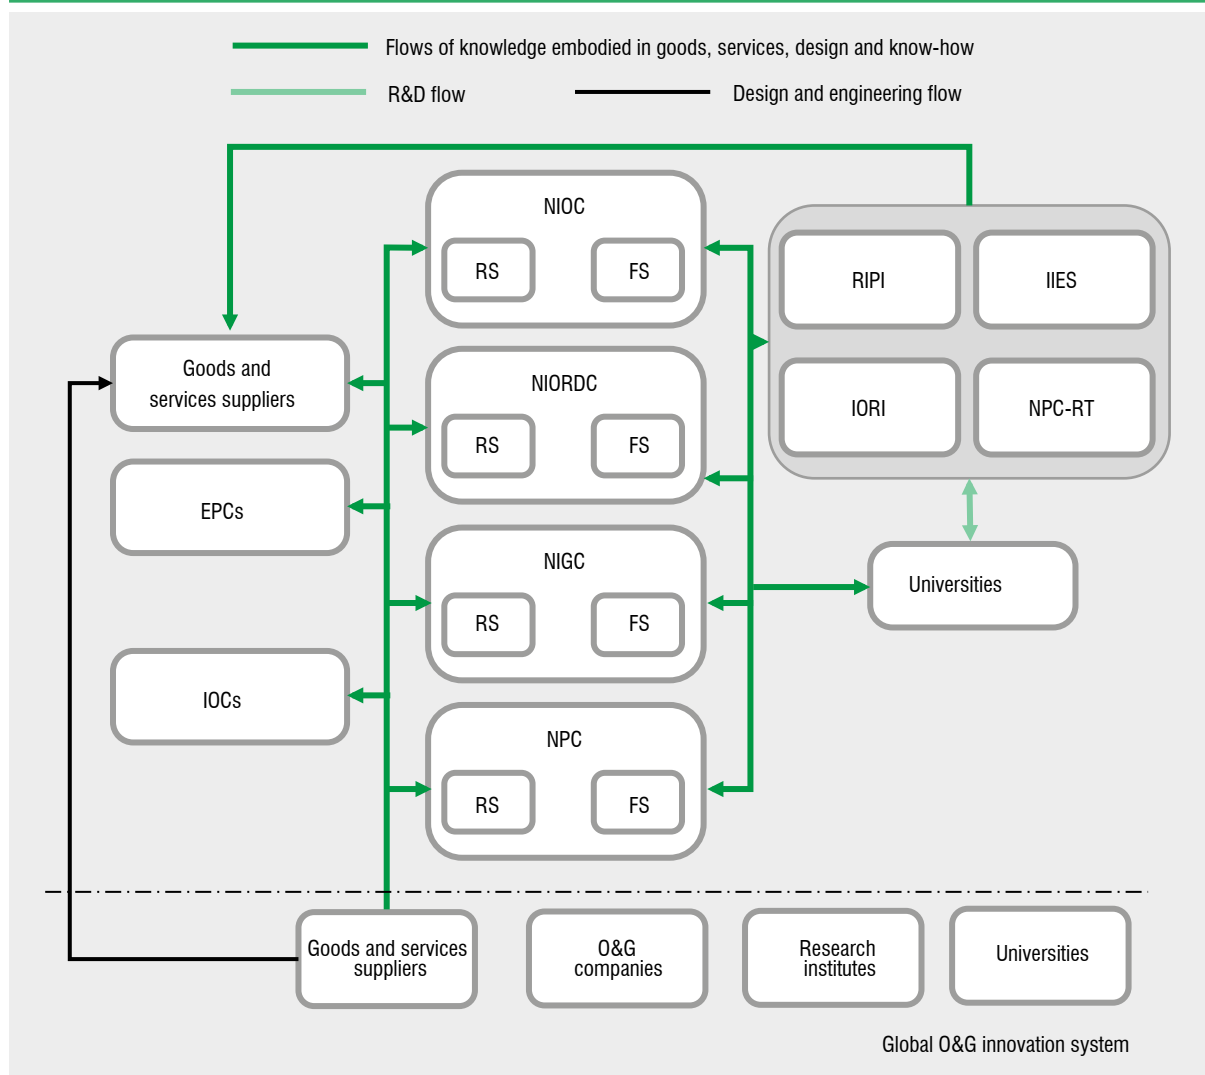 Flows of knowledge embodied in goods, services, design and know-how
R&D flow
Design and engineering flow
NIOC
RS
FS
RIPI
IIES
IORI
NPC-RT
Goods and
services suppliers
NIORDC
RS
FS
EPCs
NIGC
RS
FS
Universities
IOCs
NPC
RS
FS
Goods and services
suppliers
O&G
companies
Research
institutes
Universities
Global O&G innovation system